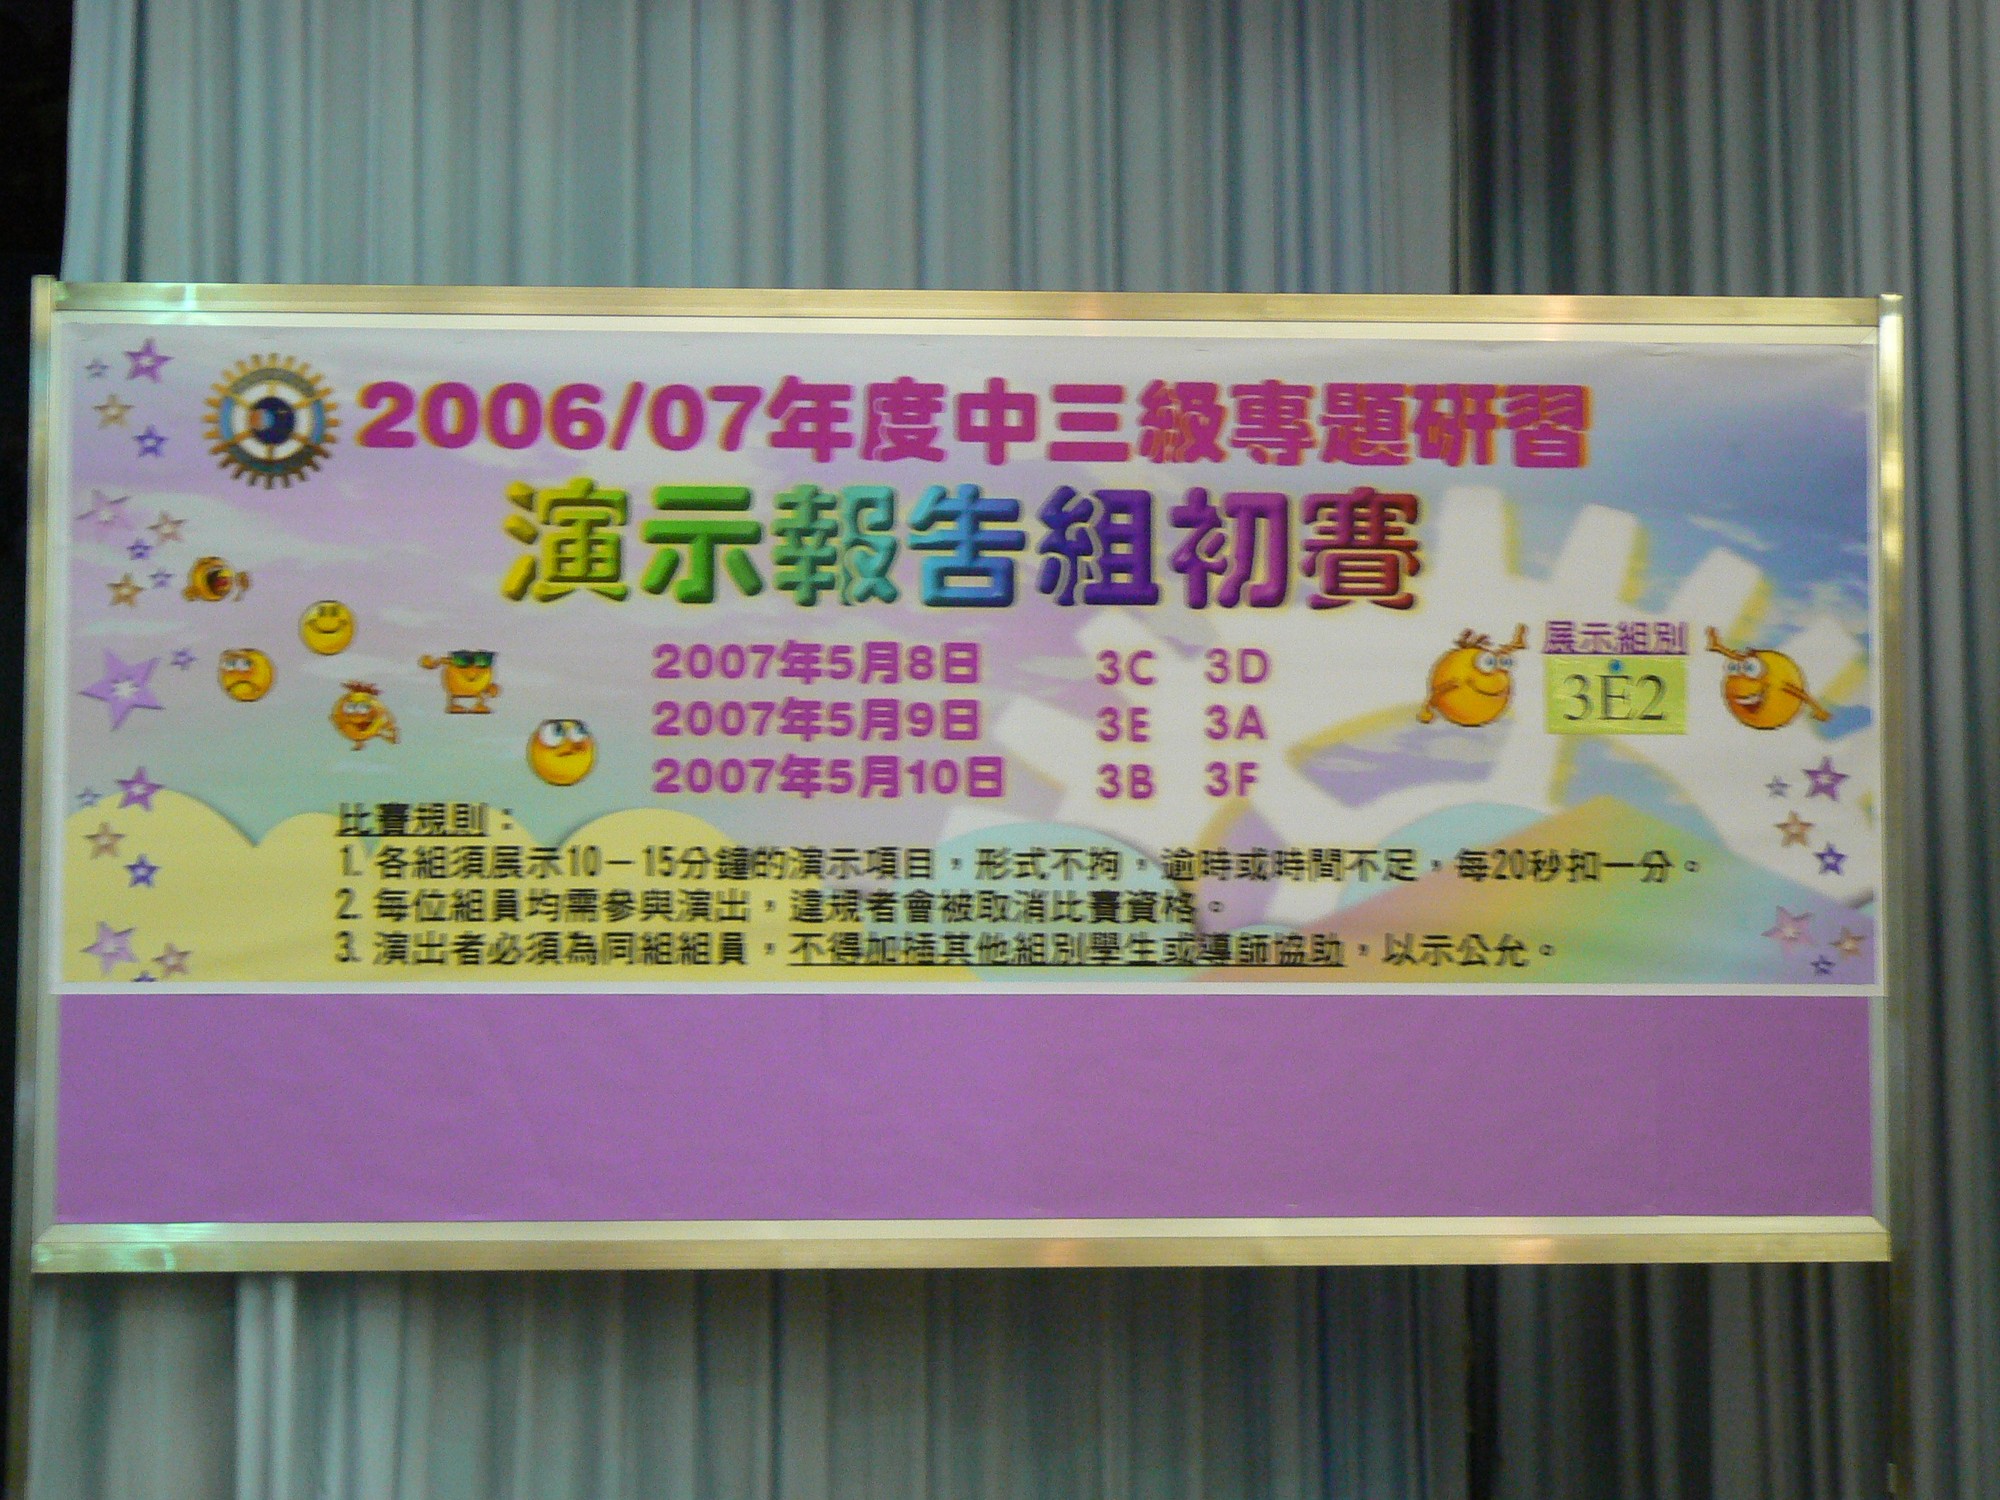 2006/07年度中三級專題研習
演示報告組初賽
2007年5月8日 3C 3D
2007年5月9日 3E 3A
2007年5月10日 3B 3F
展示組別
3E2
比賽規則：
1. 各組須展示10－15分鐘的演示項目，形式不拘，逾時或時間不足，每20秒扣一分。
2. 每位組員均需參與演出，違規者會被取消比賽資格。
3. 演出者必須為同組組員，不得加插其他組別學生或導師協助，以示公允。